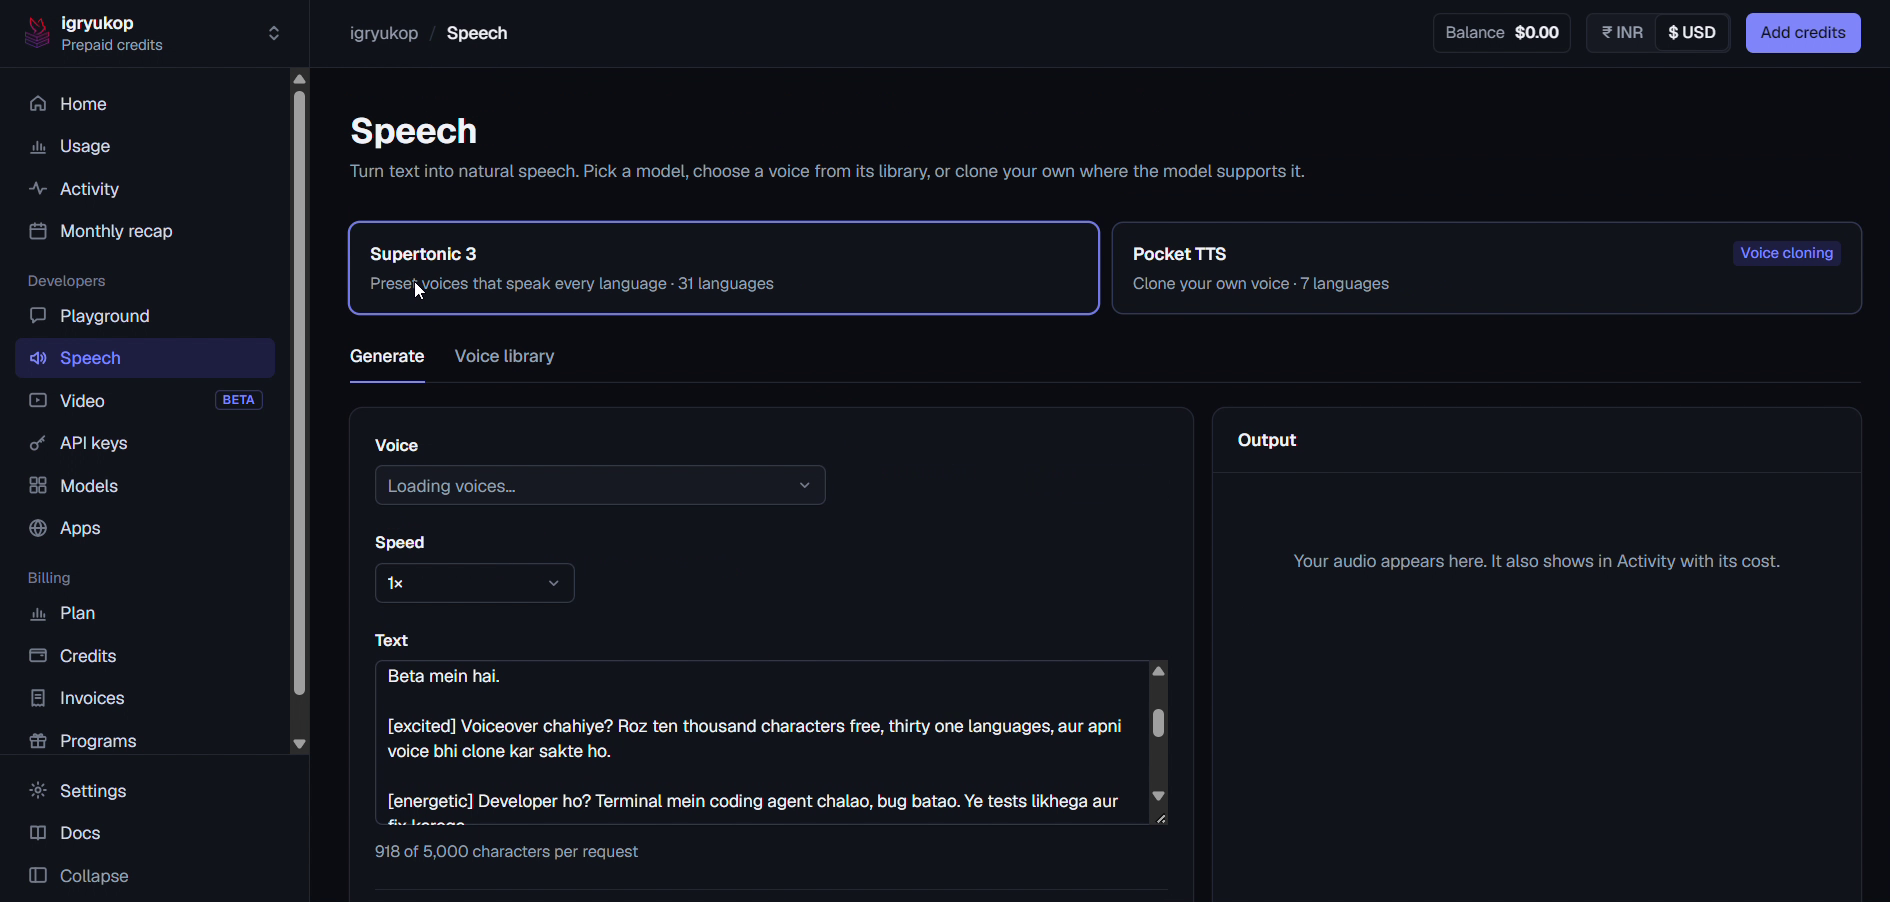 igryukop
Prepaid credits
igryukop / Speech
Balance $0.00
₹ INR
$ USD
Add credits
Home
Usage
Activity
Monthly recap
Developers
Playground
Speech
Video
BETA
API keys
Models
Apps
Billing
Plan
Credits
Invoices
Programs
Settings
Docs
Collapse
Speech
Turn text into natural speech. Pick a model, choose a voice from its library, or clone your own where the model supports it.
Supertonic 3
Preset voices that speak every language · 31 languages
Pocket TTS
Voice cloning
Clone your own voice · 7 languages
Generate
Voice library
Voice
Loading voices...
Speed
1×
Text
Beta mein hai.
[excited] Voiceover chahiye? Roz ten thousand characters free, thirty one languages, aur apni
voice bhi clone kar sakte ho.
[energetic] Developer ho? Terminal mein coding agent chalao, bug batao. Ye tests likhega aur
fix karega
918 of 5,000 characters per request
Output
Your audio appears here. It also shows in Activity with its cost.